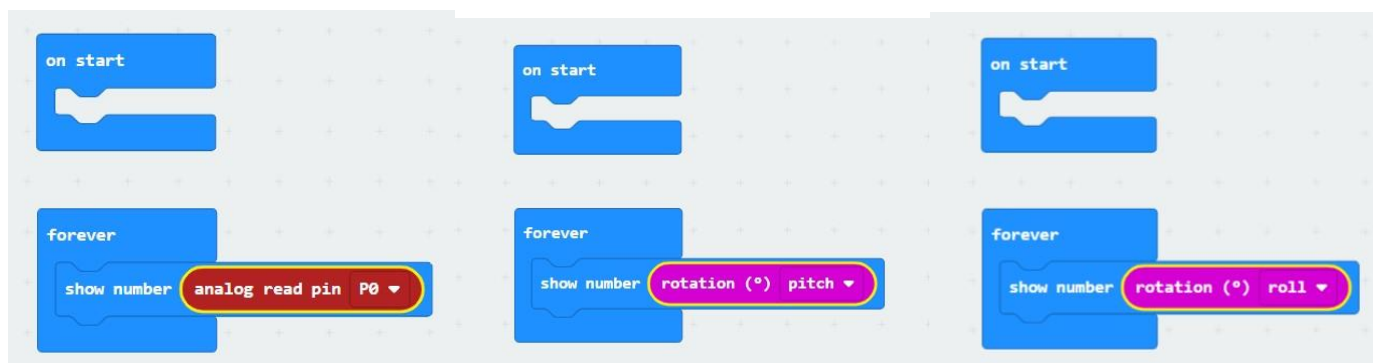 on start
forever
show number analog read pin P0
on start
forever
show number rotation (°) pitch
on start
forever
show number rotation (°) roll